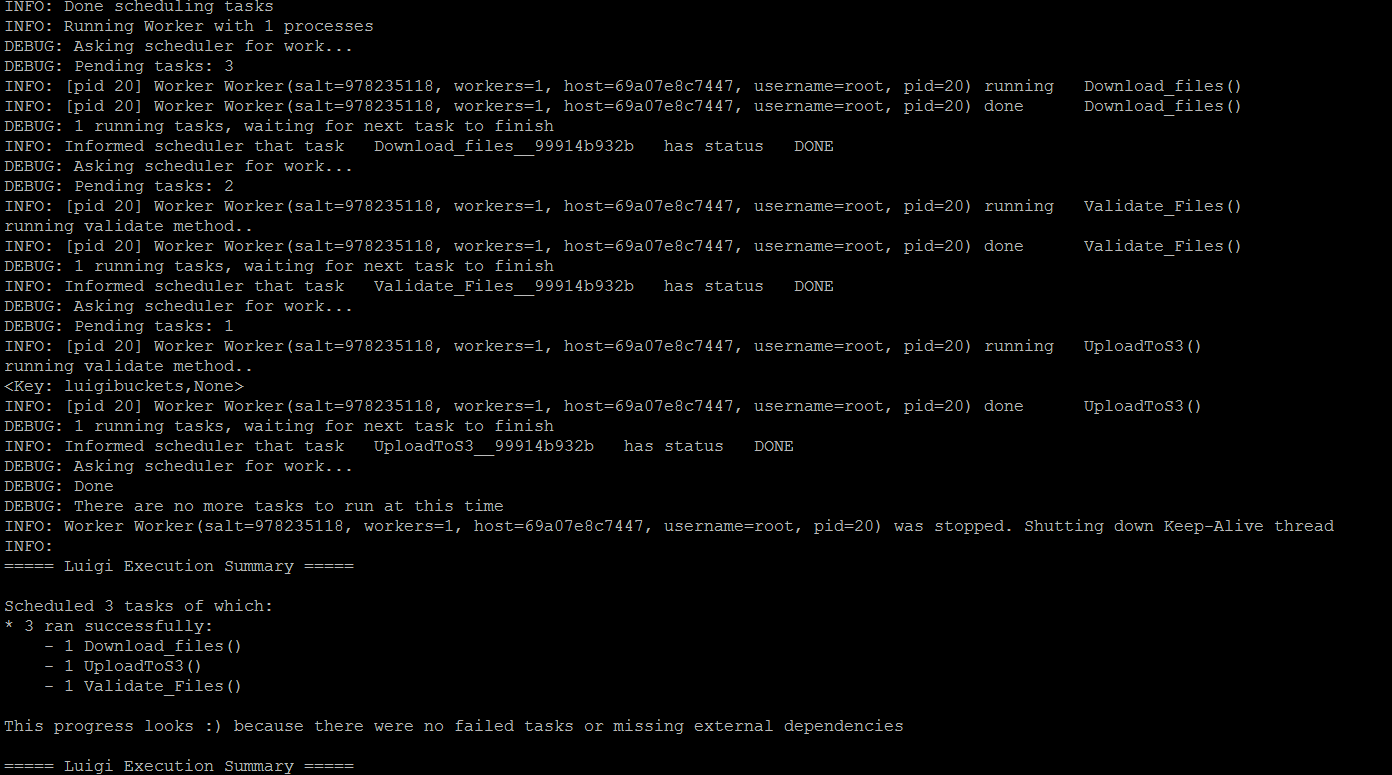 INFO: Done scheduling tasks
INFO: Running Worker with 1 processes
DEBUG: Asking scheduler for work...
DEBUG: Pending tasks: 3
INFO: [pid 20] Worker Worker(salt=978235118, workers=1, host=69a07e8c7447, username=root, pid=20) running   Download_files()
INFO: [pid 20] Worker Worker(salt=978235118, workers=1, host=69a07e8c7447, username=root, pid=20) done      Download_files()
DEBUG: 1 running tasks, waiting for next task to finish
INFO: Informed scheduler that task   Download_files__99914b932b   has status   DONE
DEBUG: Asking scheduler for work...
DEBUG: Pending tasks: 2
INFO: [pid 20] Worker Worker(salt=978235118, workers=1, host=69a07e8c7447, username=root, pid=20) running   Validate_Files()
running validate method..
INFO: [pid 20] Worker Worker(salt=978235118, workers=1, host=69a07e8c7447, username=root, pid=20) done      Validate_Files()
DEBUG: 1 running tasks, waiting for next task to finish
INFO: Informed scheduler that task   Validate_Files__99914b932b   has status   DONE
DEBUG: Asking scheduler for work...
DEBUG: Pending tasks: 1
INFO: [pid 20] Worker Worker(salt=978235118, workers=1, host=69a07e8c7447, username=root, pid=20) running   UploadToS3()
running validate method..
<Key: luigibuckets,None>
INFO: [pid 20] Worker Worker(salt=978235118, workers=1, host=69a07e8c7447, username=root, pid=20) done      UploadToS3()
DEBUG: 1 running tasks, waiting for next task to finish
INFO: Informed scheduler that task   UploadToS3__99914b932b   has status   DONE
DEBUG: Asking scheduler for work...
DEBUG: Done
DEBUG: There are no more tasks to run at this time
INFO: Worker Worker(salt=978235118, workers=1, host=69a07e8c7447, username=root, pid=20) was stopped. Shutting down Keep-Alive thread
INFO:
===== Luigi Execution Summary =====
Scheduled 3 tasks of which:
* 3 ran successfully:
    - 1 Download_files()
    - 1 UploadToS3()
    - 1 Validate_Files()
This progress looks :) because there were no failed tasks or missing external dependencies
===== Luigi Execution Summary =====